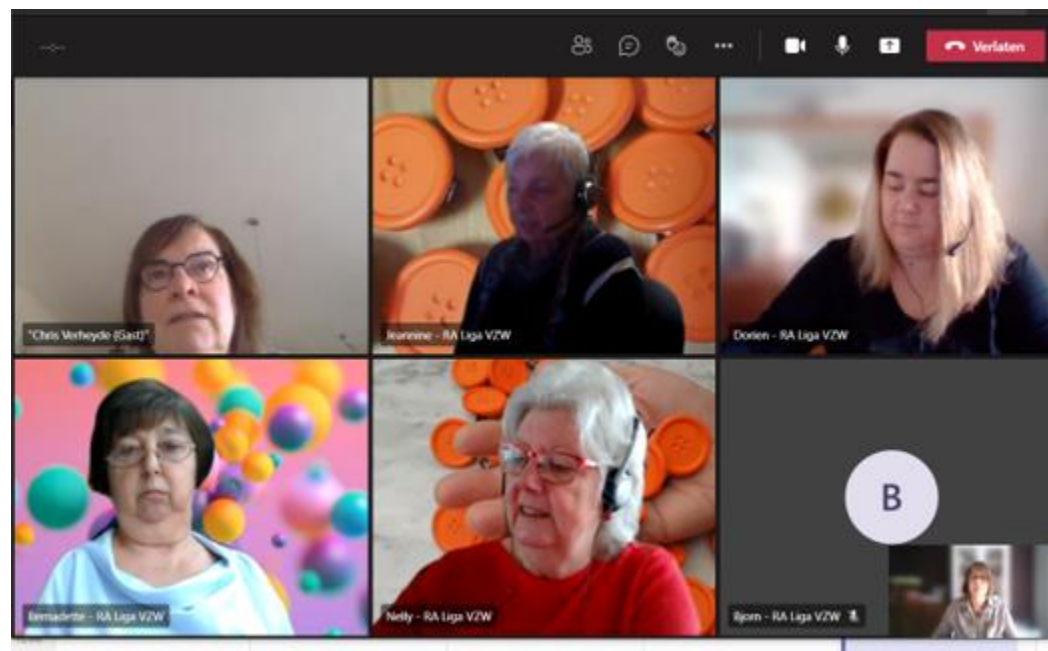 Verlaten
"Chris Verheyde (Gast)"
Jeannine - RA Liga VZW
Dorien - RA Liga VZW
Bernadette - RA Liga VZW
Nelly - RA Liga VZW
B
Bjorn - RA Liga VZW